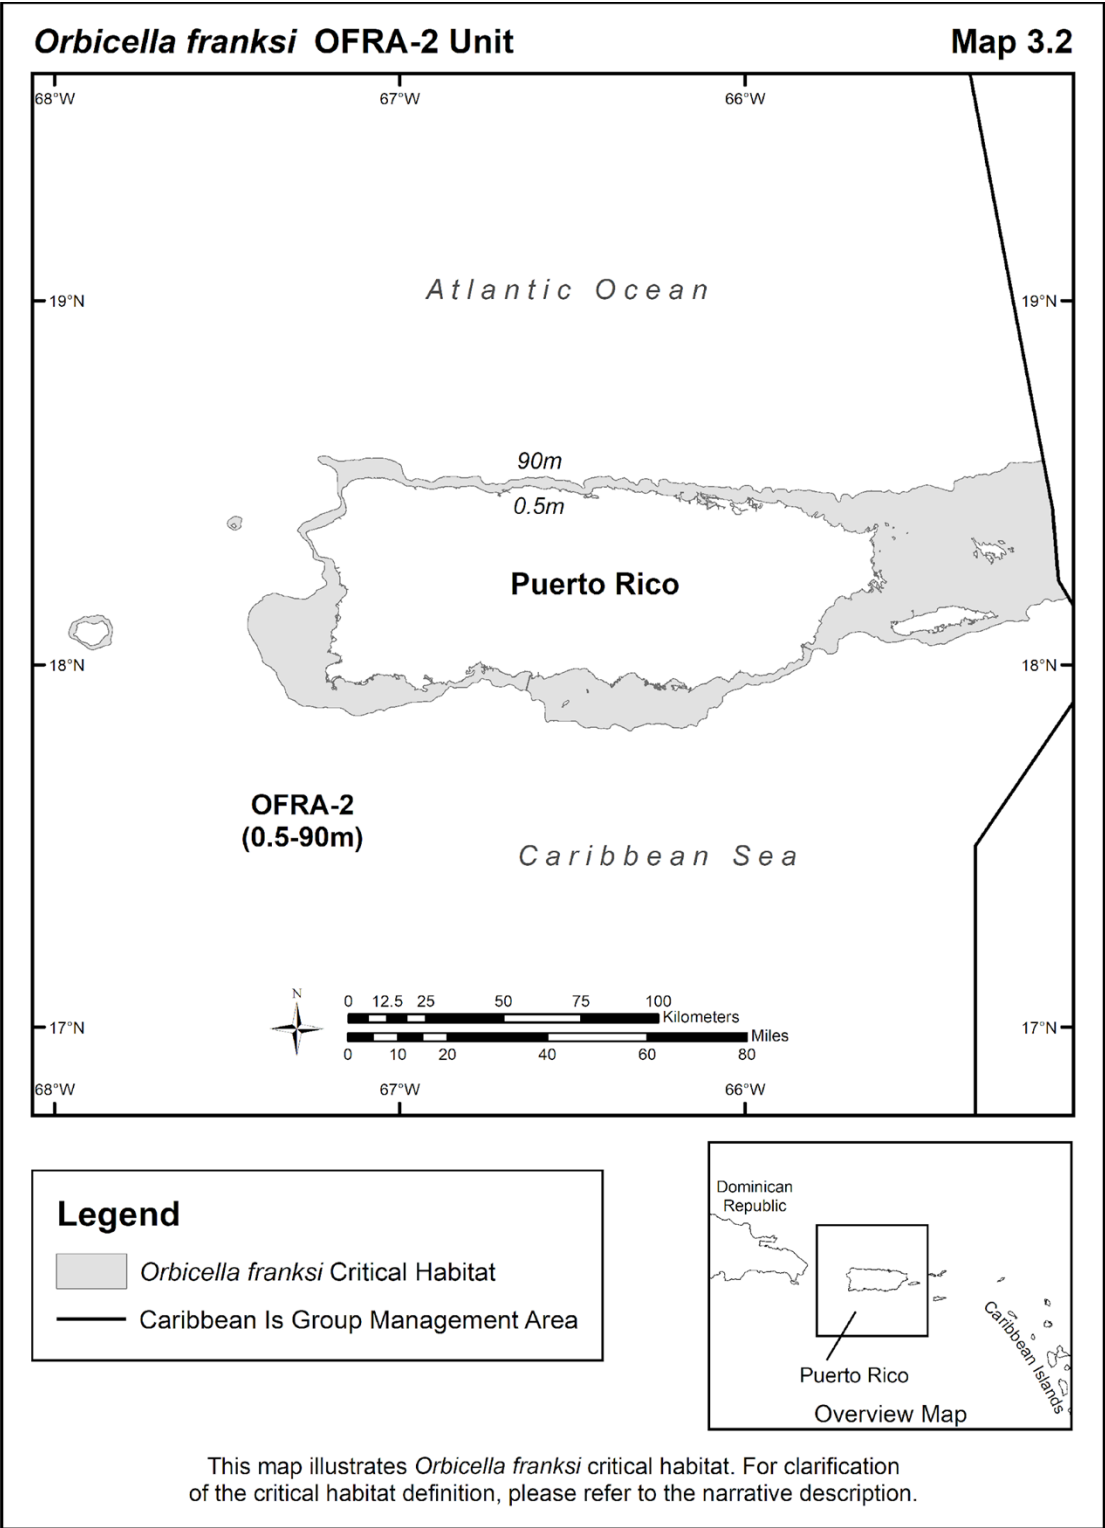 Orbicella franksi OFRA-2 Unit
Map 3.2
68°W
67°W
66°W
19°N
19°N
Atlantic Ocean
90m
0.5m
Puerto Rico
18°N
18°N
OFRA-2
(0.5-90m)
Caribbean Sea
N
0 12.5 25 50 75 100
Kilometers
Miles
0 10 20 40 60 80
17°N
17°N
68°W
67°W
66°W
Legend
Orbicella franksi Critical Habitat
Caribbean Is Group Management Area
Dominican
Republic
Caribbean Islands
Puerto Rico
Overview Map
This map illustrates Orbicella franksi critical habitat. For clarification
of the critical habitat definition, please refer to the narrative description.